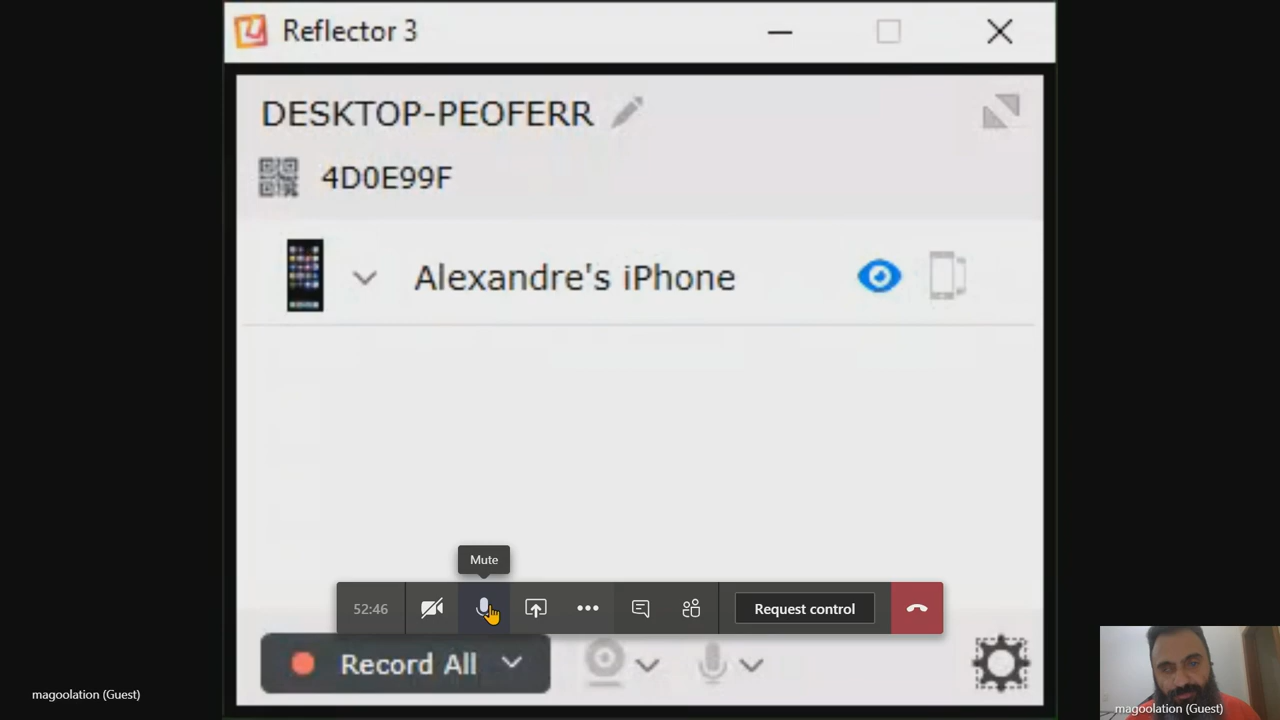 Reflector 3
DESKTOP-PEOFERR
4D0E99F
Alexandre's iPhone
Mute
52:46
Request control
Record All
magoolation (Guest)
magoolation (Guest)